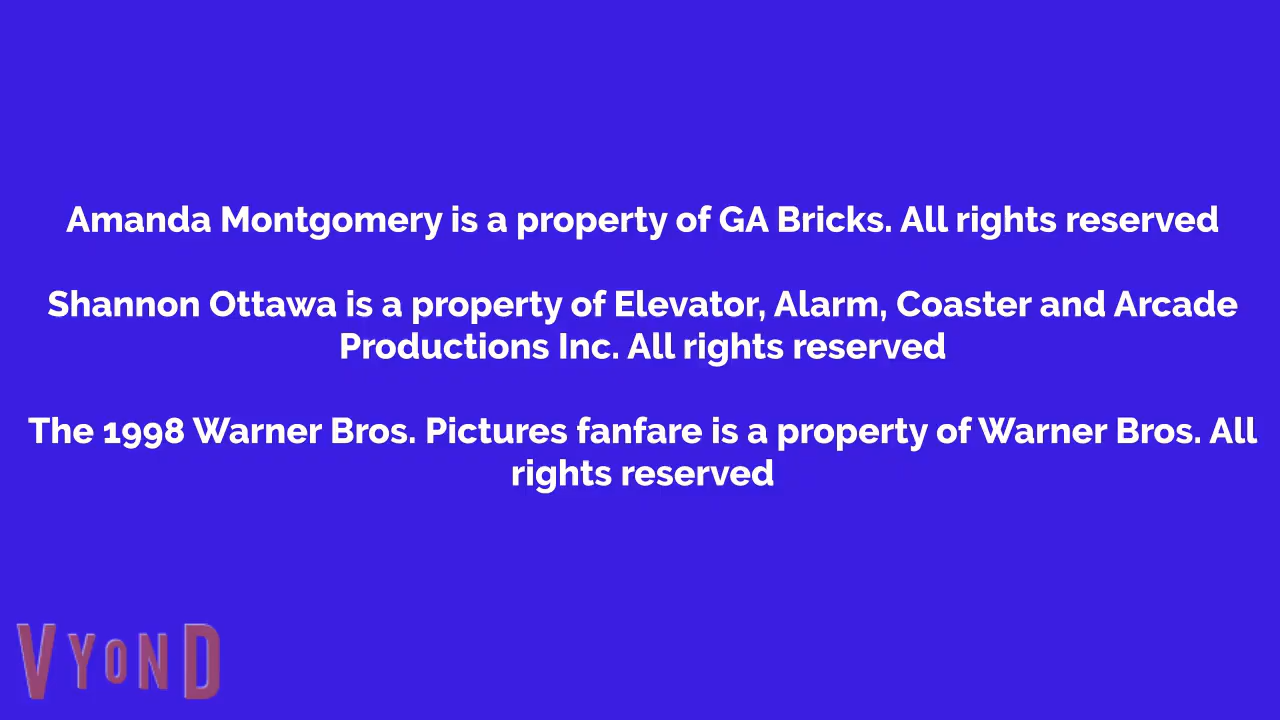 Amanda Montgomery is a property of GA Bricks. All rights reserved
Shannon Ottawa is a property of Elevator, Alarm, Coaster and Arcade
Productions Inc. All rights reserved
The 1998 Warner Bros. Pictures fanfare is a property of Warner Bros. All
rights reserved
VYOND